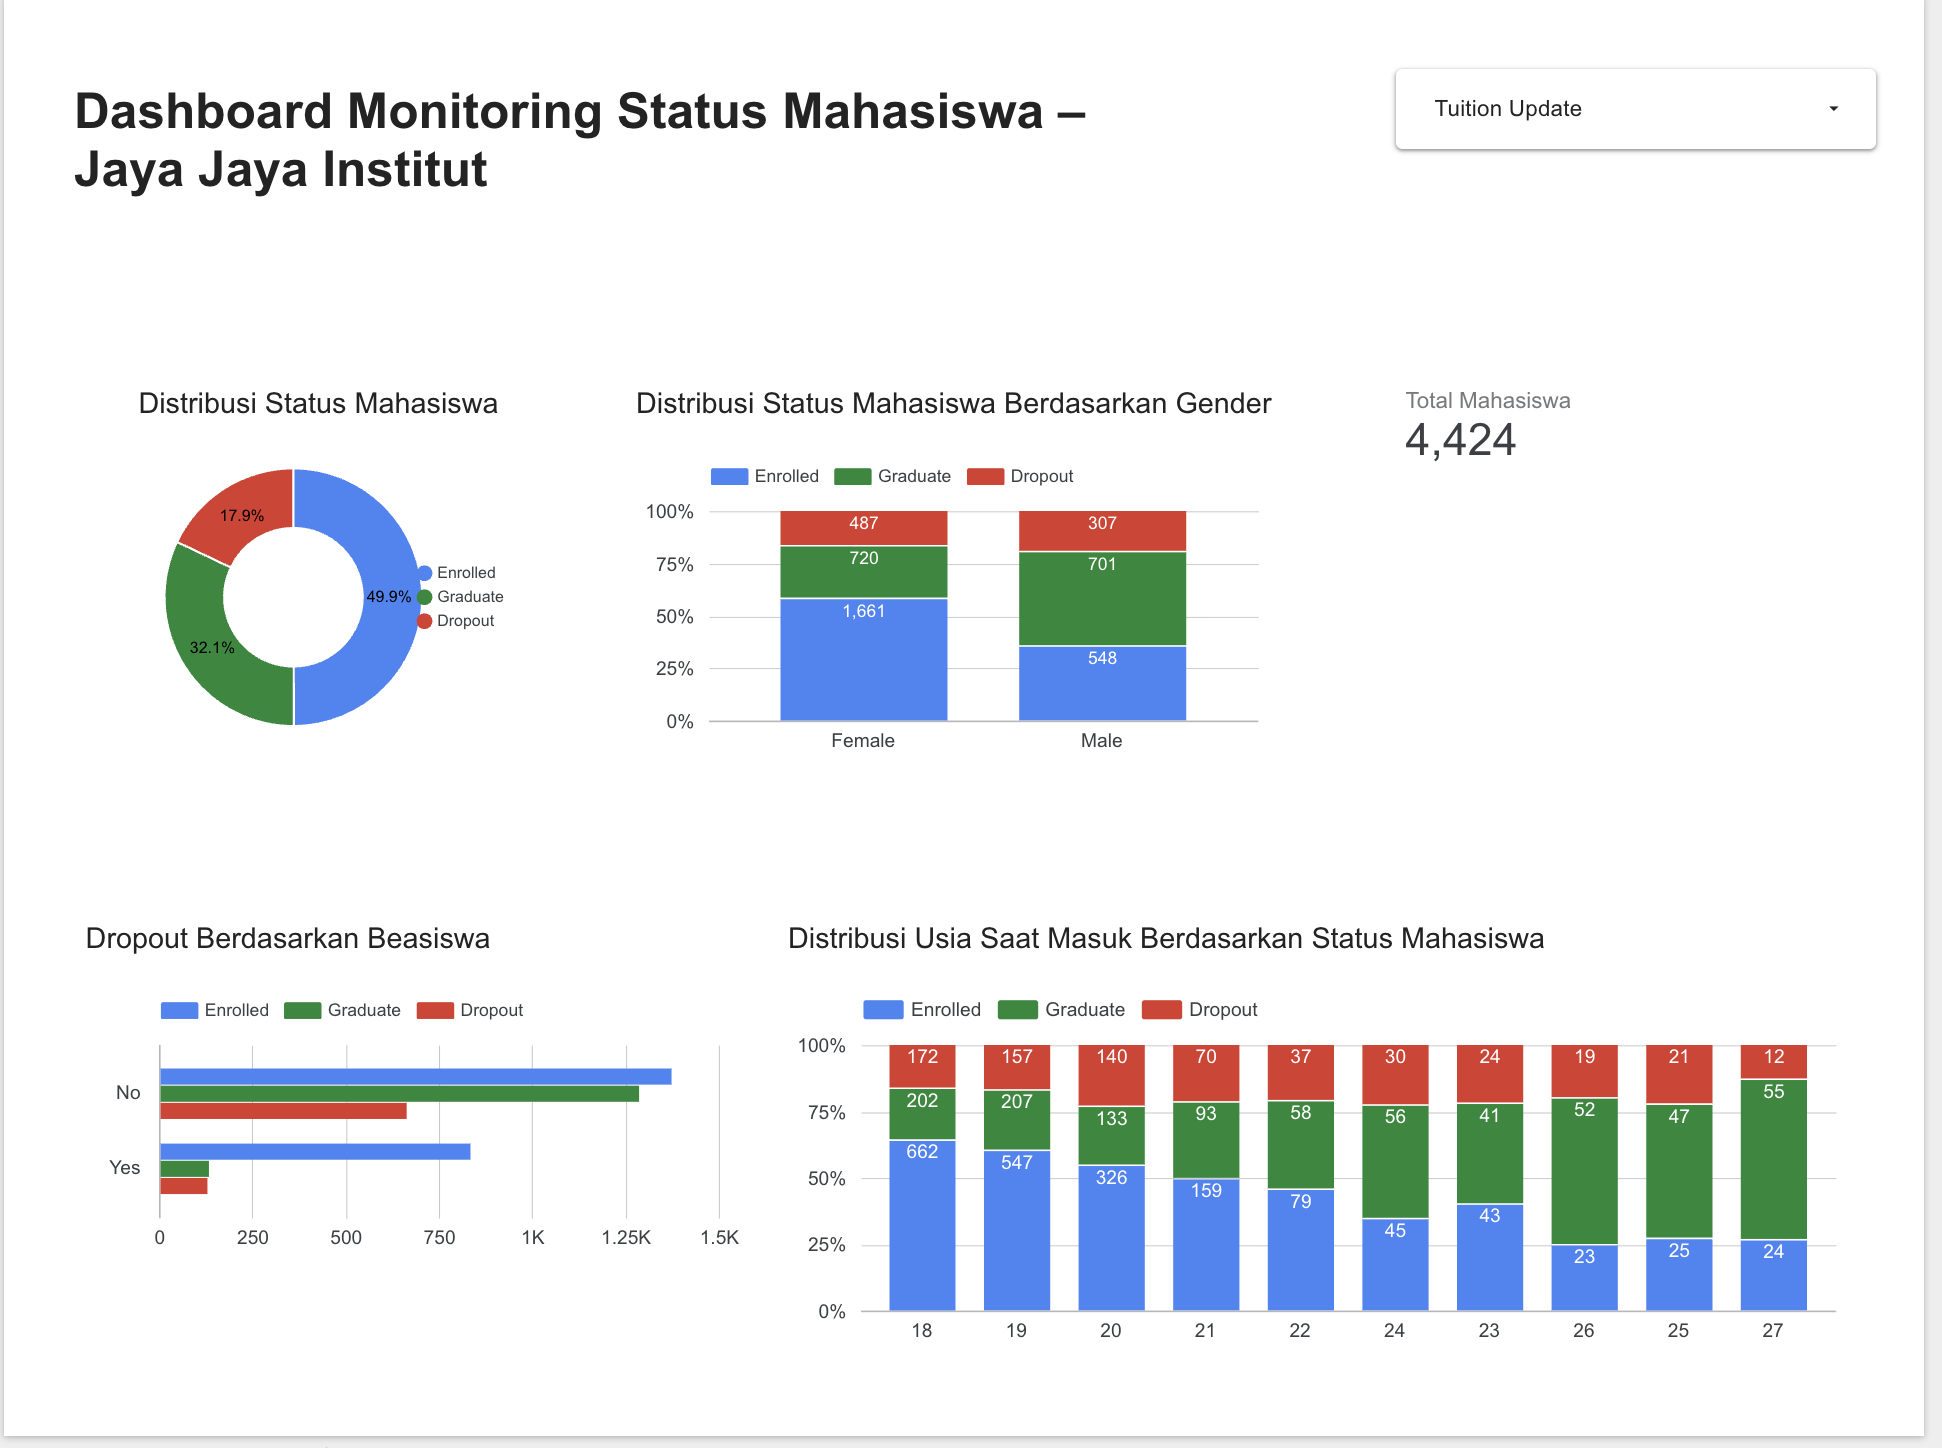 Dashboard Monitoring Status Mahasiswa –
Jaya Jaya Institut
Tuition Update
Distribusi Status Mahasiswa
17.9%
49.9%
32.1%
Enrolled
Graduate
Dropout
Distribusi Status Mahasiswa Berdasarkan Gender
Enrolled Graduate Dropout
100%
75%
50%
25%
0%
487 307
720 701
1,661 548
Female Male
Total Mahasiswa
4,424
Dropout Berdasarkan Beasiswa
Enrolled Graduate Dropout
No
Yes
0 250 500 750 1K 1.25K 1.5K
Distribusi Usia Saat Masuk Berdasarkan Status Mahasiswa
Enrolled Graduate Dropout
100%
75%
50%
25%
0%
172 157 140 70 37 30 24 19 21 12
202 207 133 93 58 56 41 52 47 55
662 547 326 159 79 45 43 23 25 24
18 19 20 21 22 24 23 26 25 27